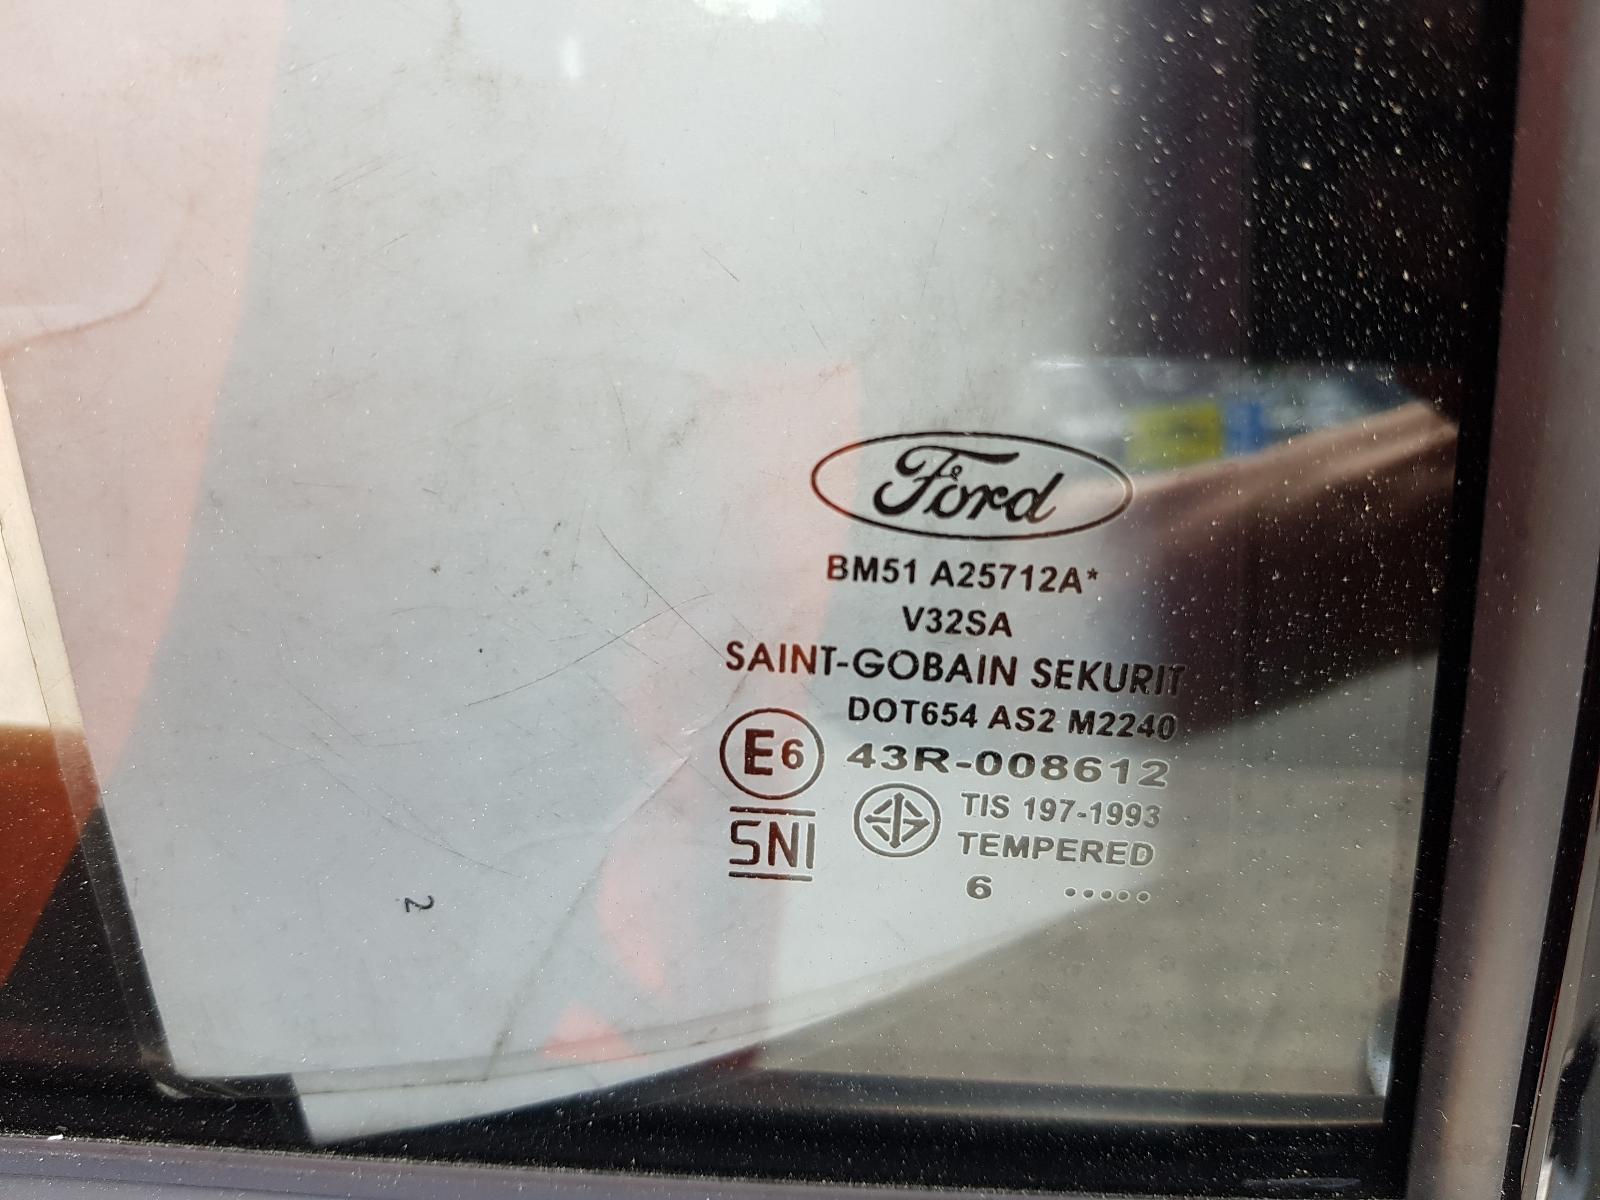 Ford
BM51 A25712A*
V32SA
SAINT-GOBAIN SEKURIT
DOT654 AS2 M2240
E6 43R-008612
SNI TIS 197-1993
TEMPERED
6 .....
2